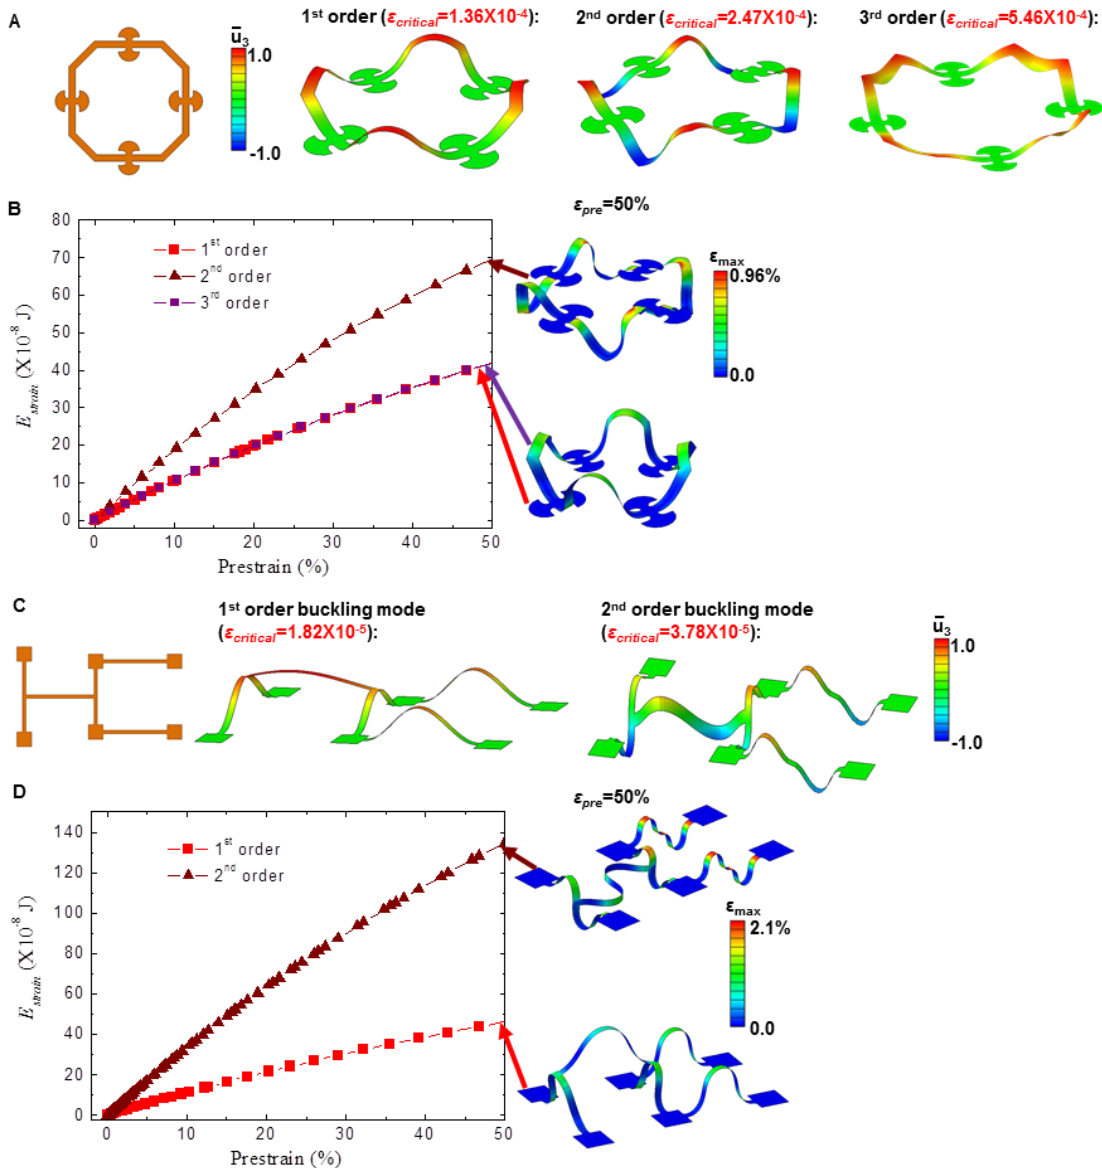 A
1st order (εcritical=1.36X10-4):
2nd order (εcritical=2.47X10-4):
3rd order (εcritical=5.46X10-4):
ū3
1.0
-1.0
B
εpre=50%
80
70
60
50
40
30
20
10
0
Estrain (X10-8 J)
1st order
2nd order
3rd order
0 10 20 30 40 50
Prestrain (%)
εmax
0.96%
0.0
C
1st order buckling mode
(εcritical=1.82X10-5):
2nd order buckling mode
(εcritical=3.78X10-5):
ū3
1.0
-1.0
D
εpre=50%
140
120
100
80
60
40
20
0
Estrain (X10-8 J)
1st order
2nd order
0 10 20 30 40 50
Prestrain (%)
εmax
2.1%
0.0